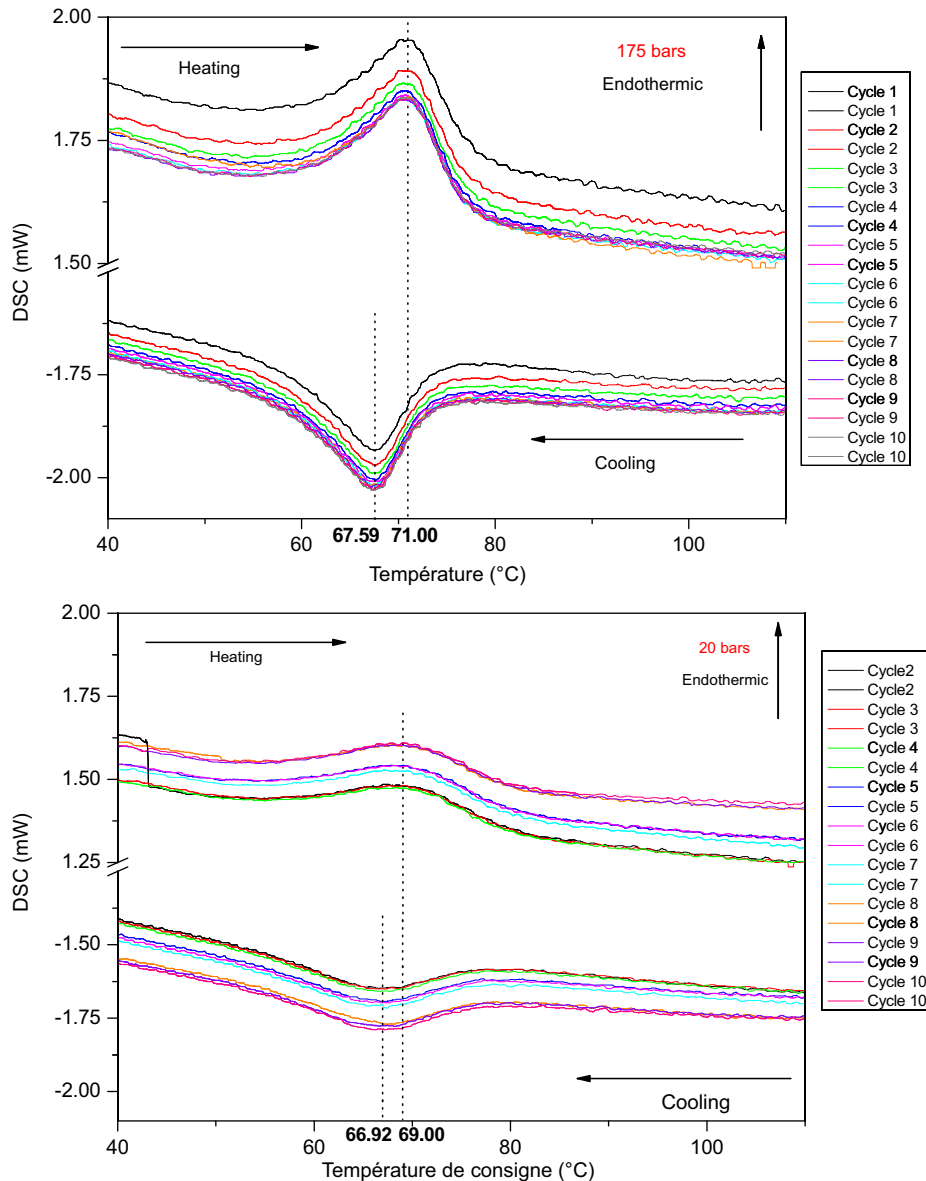 2.00
1.75
1.50
-1.75
-2.00
DSC (mW)
Heating
175 bars
Endothermic
Cooling
40
60
80
100
67.59
71.00
Température (°C)
Cycle 1
Cycle 1
Cycle 2
Cycle 2
Cycle 3
Cycle 3
Cycle 4
Cycle 4
Cycle 5
Cycle 5
Cycle 6
Cycle 6
Cycle 7
Cycle 7
Cycle 8
Cycle 8
Cycle 9
Cycle 9
Cycle 10
Cycle 10
2.00
1.75
1.50
1.25
-1.50
-1.75
-2.00
DSC (mW)
Heating
20 bars
Endothermic
Cooling
40
60
80
100
66.92
69.00
Température de consigne (°C)
Cycle2
Cycle2
Cycle 3
Cycle 3
Cycle 4
Cycle 4
Cycle 5
Cycle 5
Cycle 6
Cycle 6
Cycle 7
Cycle 7
Cycle 8
Cycle 8
Cycle 9
Cycle 9
Cycle 10
Cycle 10